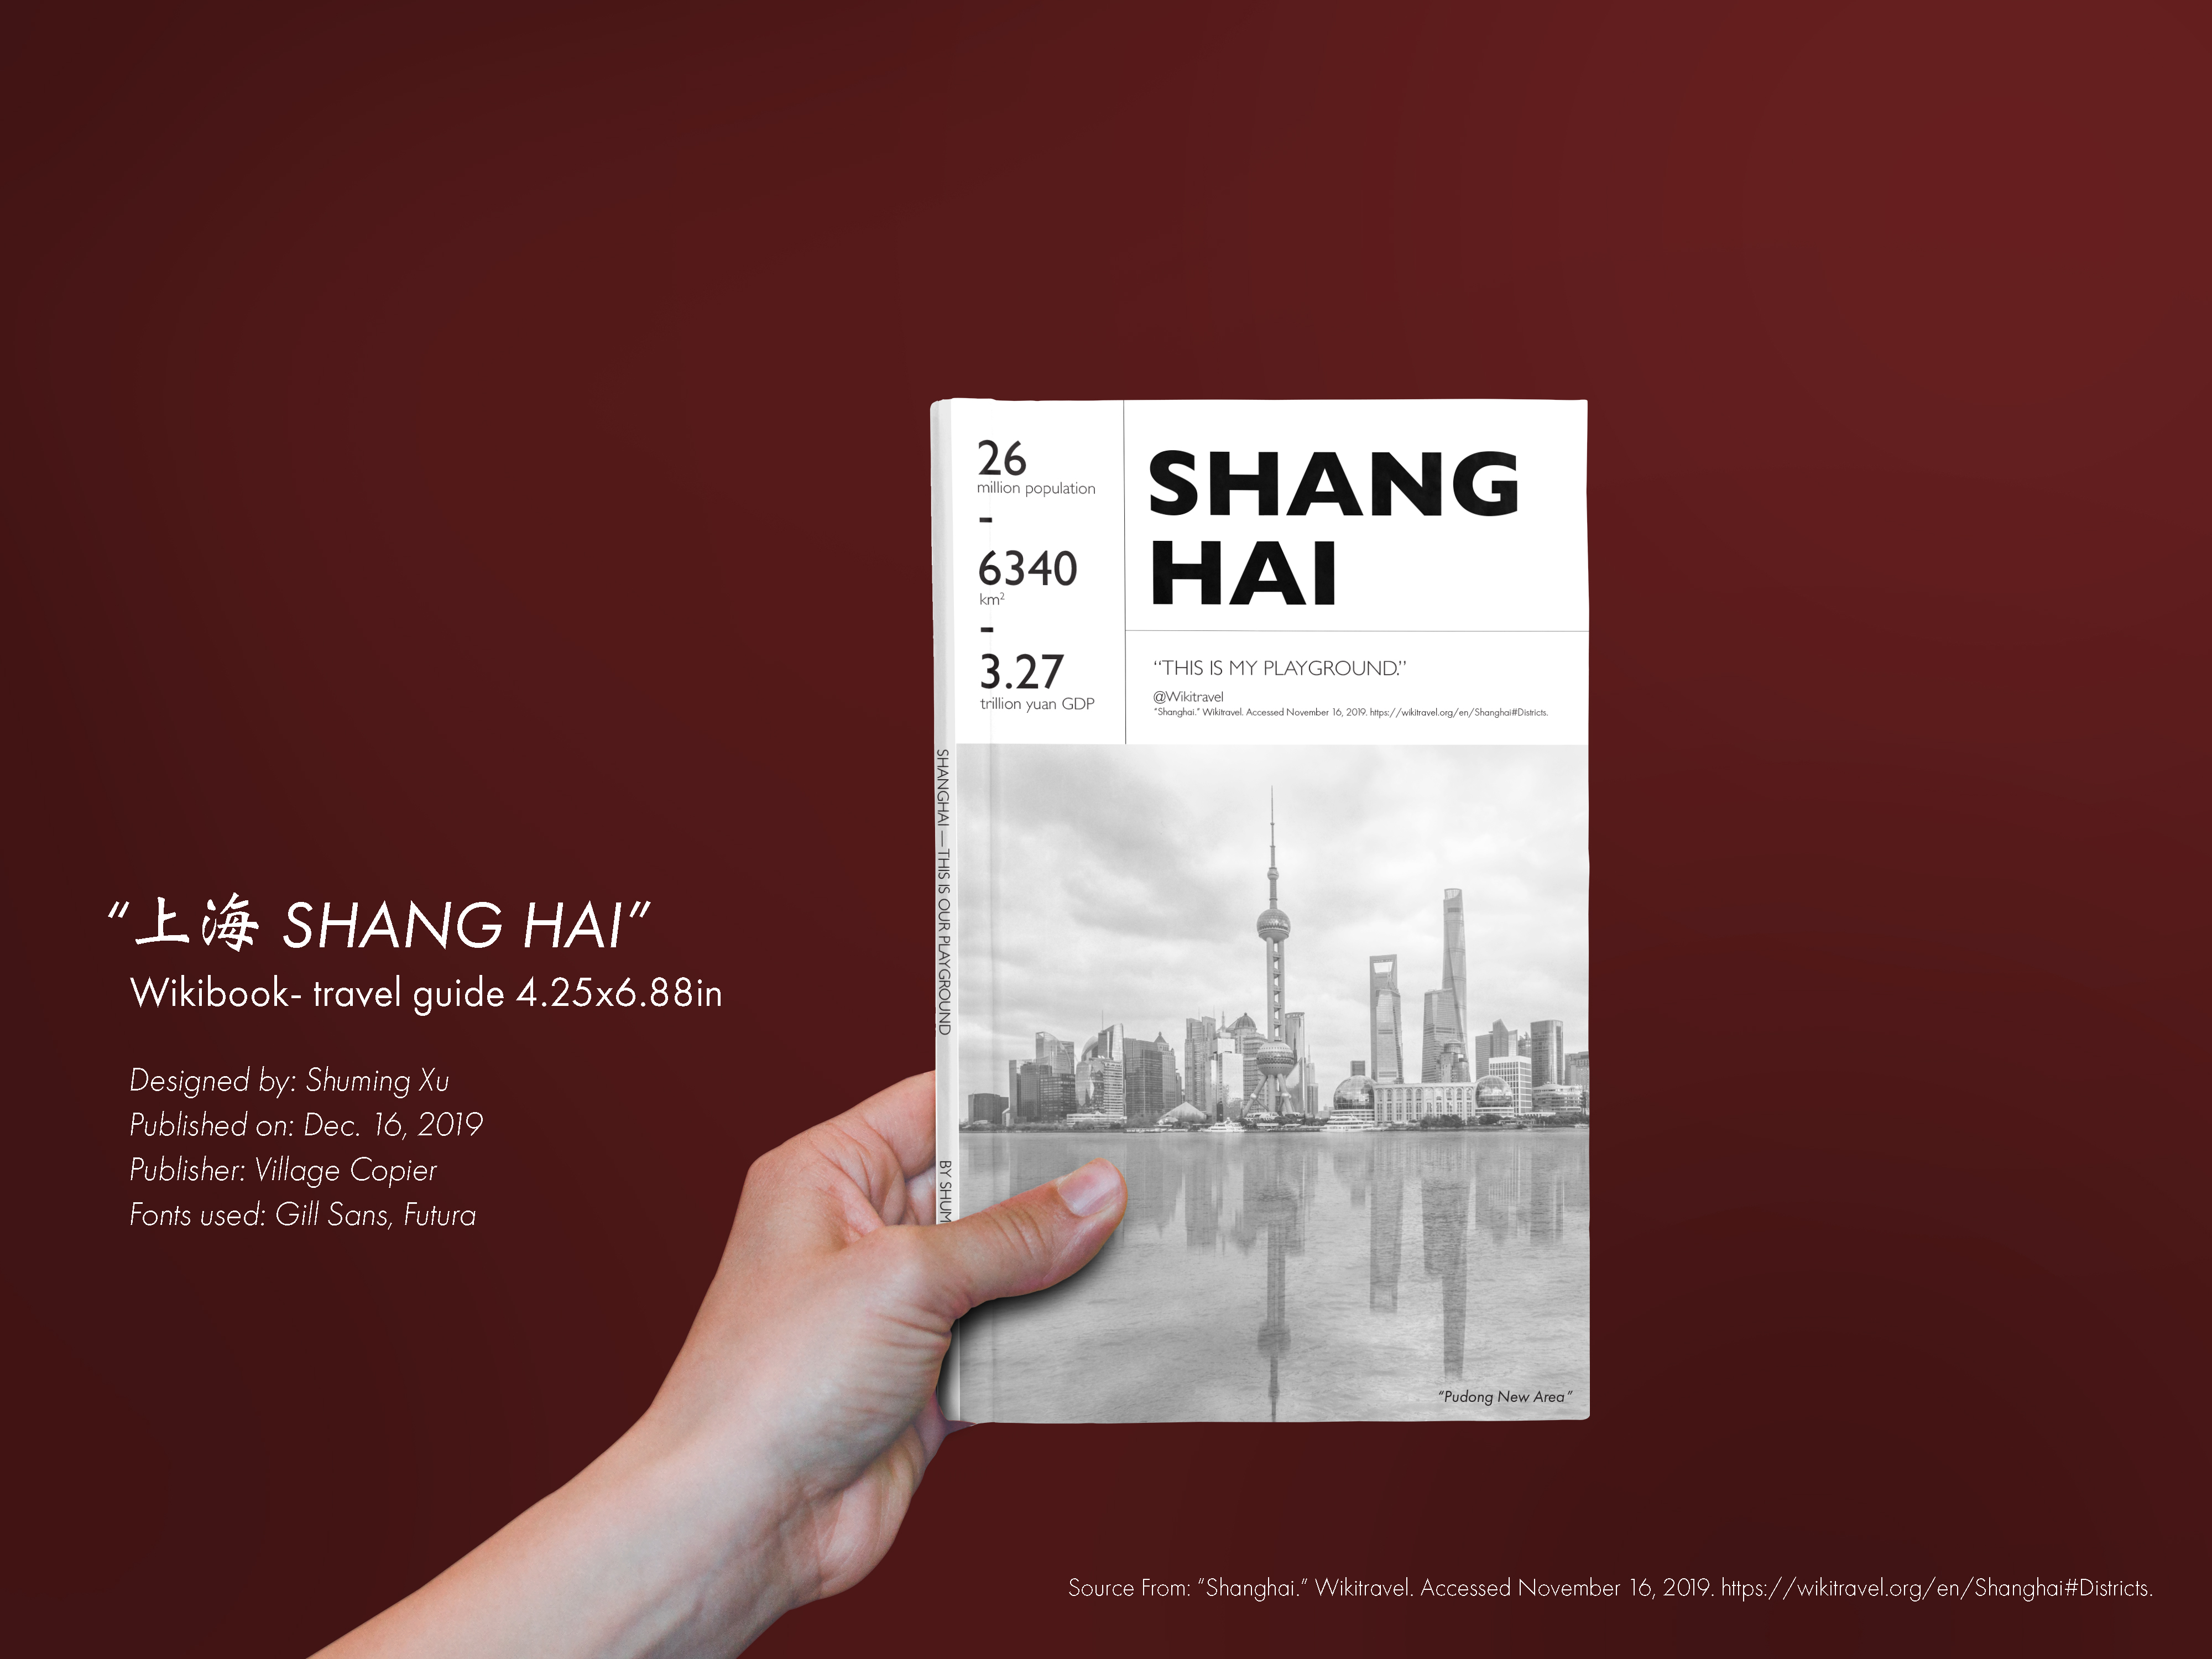 26
million population
-
6340
km²
-
3.27
trillion yuan GDP
SHANG
HAI
“THIS IS MY PLAYGROUND.”
@Wikitravel
“Shanghai.” Wikitravel. Accessed November 16, 2019. https://wikitravel.org/en/Shanghai#Districts.
SHANGHAI — THIS IS OUR PLAYGROUND
BY SHUM
“Pudong New Area”
“上海 SHANG HAI”
Wikibook- travel guide 4.25x6.88in
Designed by: Shuming Xu
Published on: Dec. 16, 2019
Publisher: Village Copier
Fonts used: Gill Sans, Futura
Source From: “Shanghai.” Wikitravel. Accessed November 16, 2019. https://wikitravel.org/en/Shanghai#Districts.